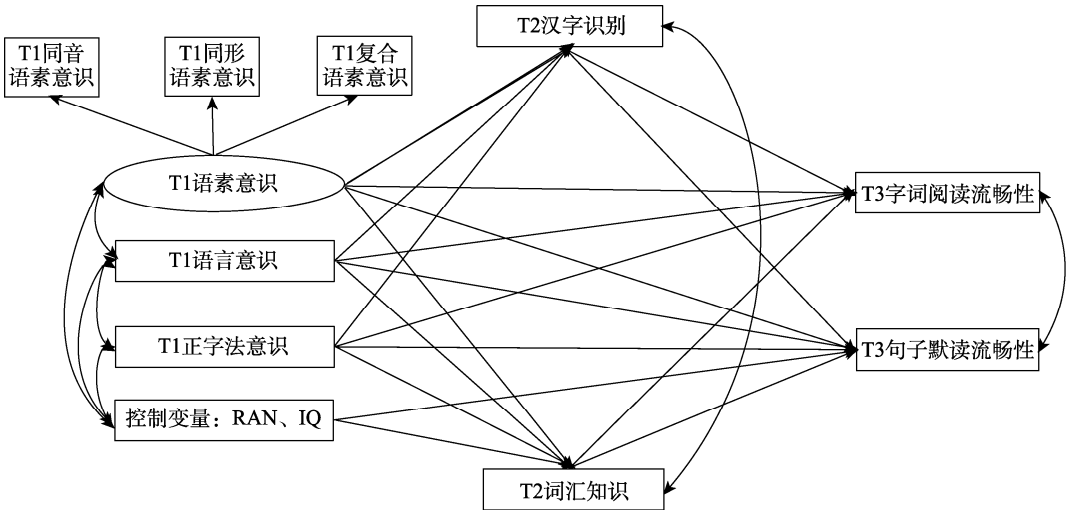 T2汉字识别
T1同音
语素意识
T1同形
语素意识
T1复合
语素意识
T1语素意识
T3字词阅读流畅性
T1语言意识
T1正字法意识
T3句子默读流畅性
控制变量：RAN、IQ
T2词汇知识